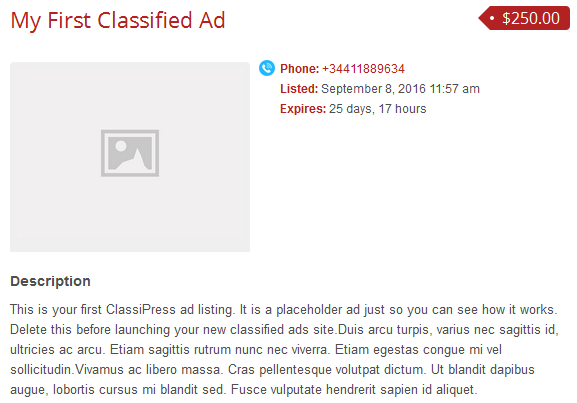 My First Classified Ad
$250.00
Phone: +34411889634
Listed: September 8, 2016 11:57 am
Expires: 25 days, 17 hours
Description
This is your first ClassiPress ad listing. It is a placeholder ad just so you can see how it works.
Delete this before launching your new classified ads site.Duis arcu turpis, varius nec sagittis id,
ultricies ac arcu. Etiam sagittis rutrum nunc nec viverra. Etiam egestas congue mi vel
sollicitudin.Vivamus ac libero massa. Cras pellentesque volutpat dictum. Ut blandit dapibus
augue, lobortis cursus mi blandit sed. Fusce vulputate hendrerit sapien id aliquet.